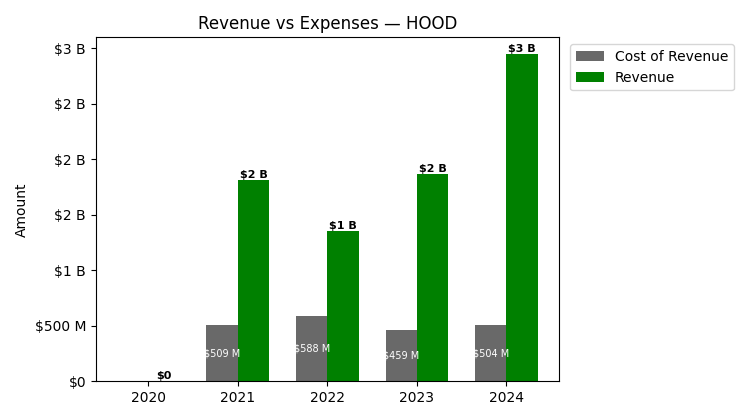 Revenue vs Expenses — HOOD
Cost of Revenue
Revenue
Amount
$3 B
$2 B
$2 B
$2 B
$1 B
$500 M
$0
$0
$2 B
$1 B
$2 B
$3 B
$509 M
$588 M
$459 M
$504 M
2020 2021 2022 2023 2024